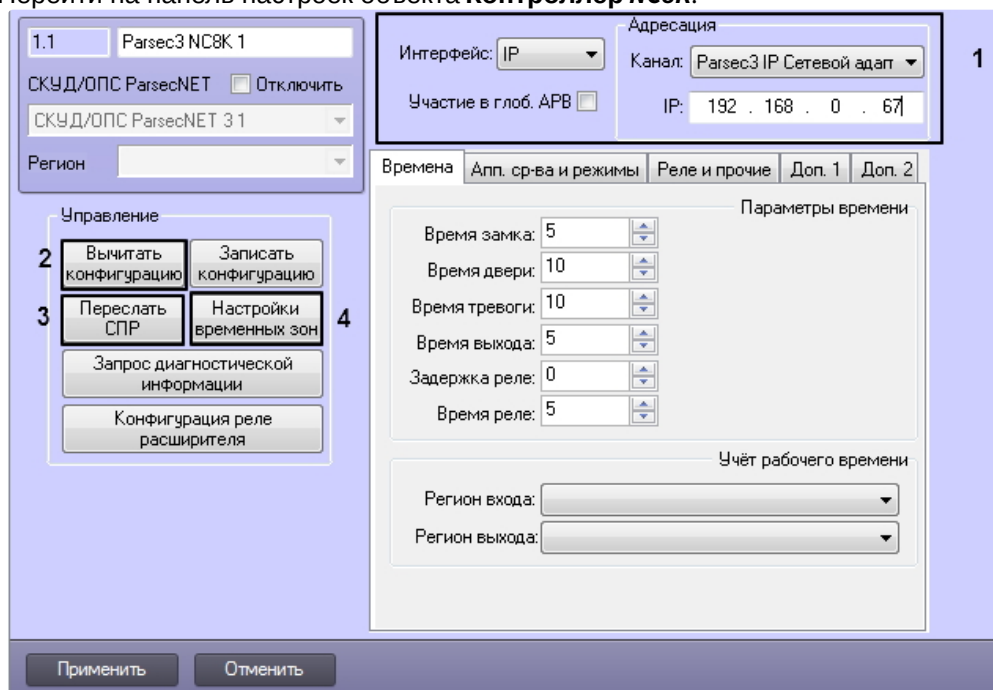 Перейти на панель настроек объекта Контроллер NC8K.
1.1 Parsec3 NC8K 1
СКУД/ОПС ParsecNET Отключить
СКУД/ОПС ParsecNET 3 1
Регион
Интерфейс: IP
Участие в глоб. АРВ
Адресация
Канал: Parsec3 IP Сетевой адап
IP: 192 . 168 . 0 . 67
1
Управление
2 Вычитать конфигурацию
Записать конфигурацию
3 Переслать СПР
Настройки временных зон 4
Запрос диагностической
информации
Конфигурация реле
расширителя
Времена Апп. ср-ва и режимы Реле и прочие Доп. 1 Доп. 2
Параметры времени
Время замка: 5
Время двери: 10
Время тревоги: 10
Время выхода: 5
Задержка реле: 0
Время реле: 5
Учёт рабочего времени
Регион входа:
Регион выхода:
Применить Отменить